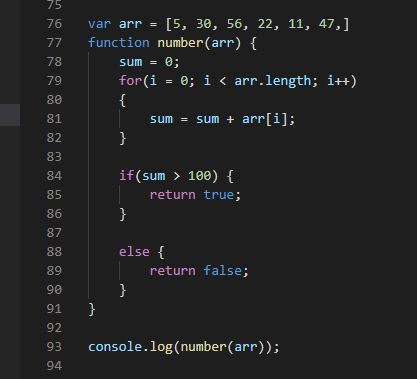 75
76 var arr = [5, 30, 56, 22, 11, 47,]
77 function number(arr) {
78     sum = 0;
79     for(i = 0; i < arr.length; i++)
80     {
81         sum = sum + arr[i];
82     }
83
84     if(sum > 100) {
85         return true;
86     }
87
88     else {
89         return false;
90     }
91 }
92
93 console.log(number(arr));
94